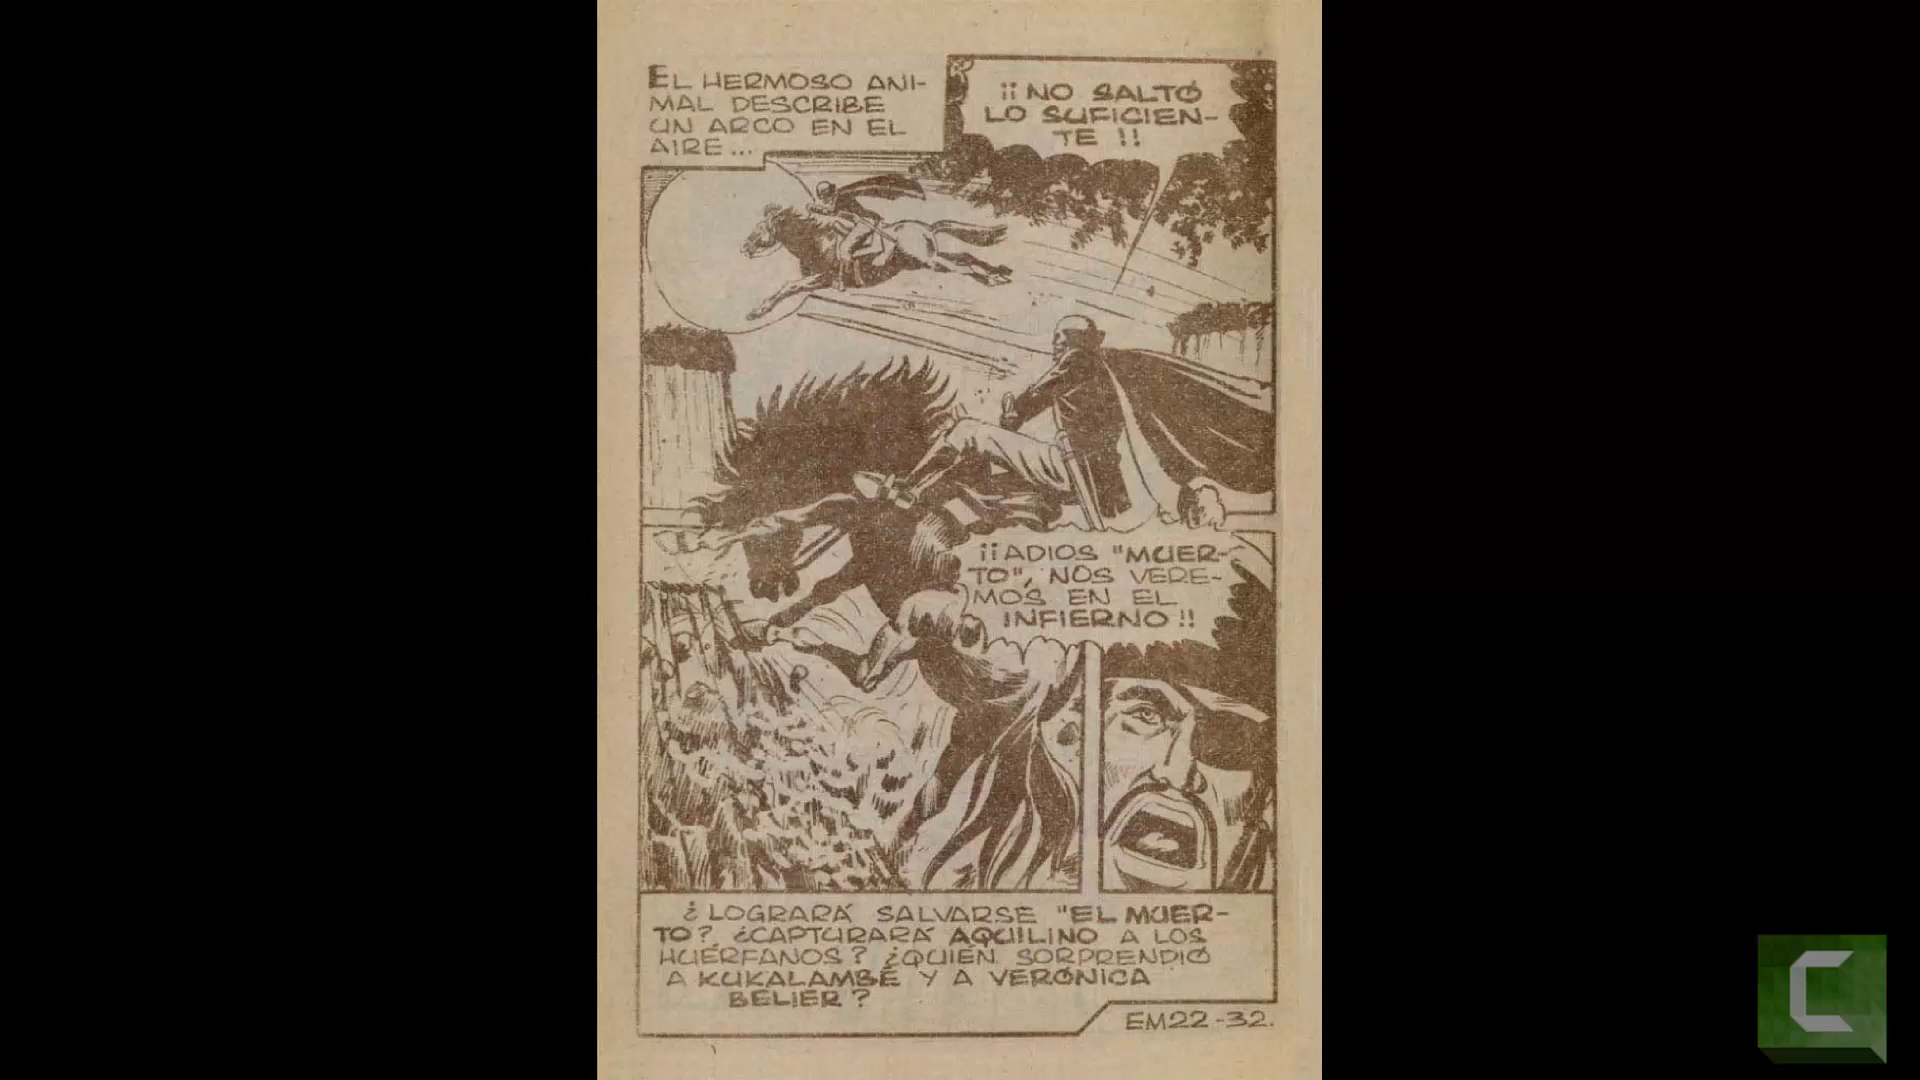 EL HERMOSO ANI-
MAL DESCRIBE
UN ARCO EN EL
AIRE...
¡¡NO SALTÓ
LO SUFICIEN-
TE!!
¡¡ADIOS "MUER-
TO", NOS VERE-
MOS EN EL
INFIERNO!!
¿LOGRARÁ SALVARSE "EL MUER-
TO? ¿CAPTURARÁ AQUILINO A LOS
HUÉRFANOS? ¿QUIÉN SORPRENDIÓ
A KUKALAMBÉ Y A VERÓNICA
BELIER?
EM22-32.
C